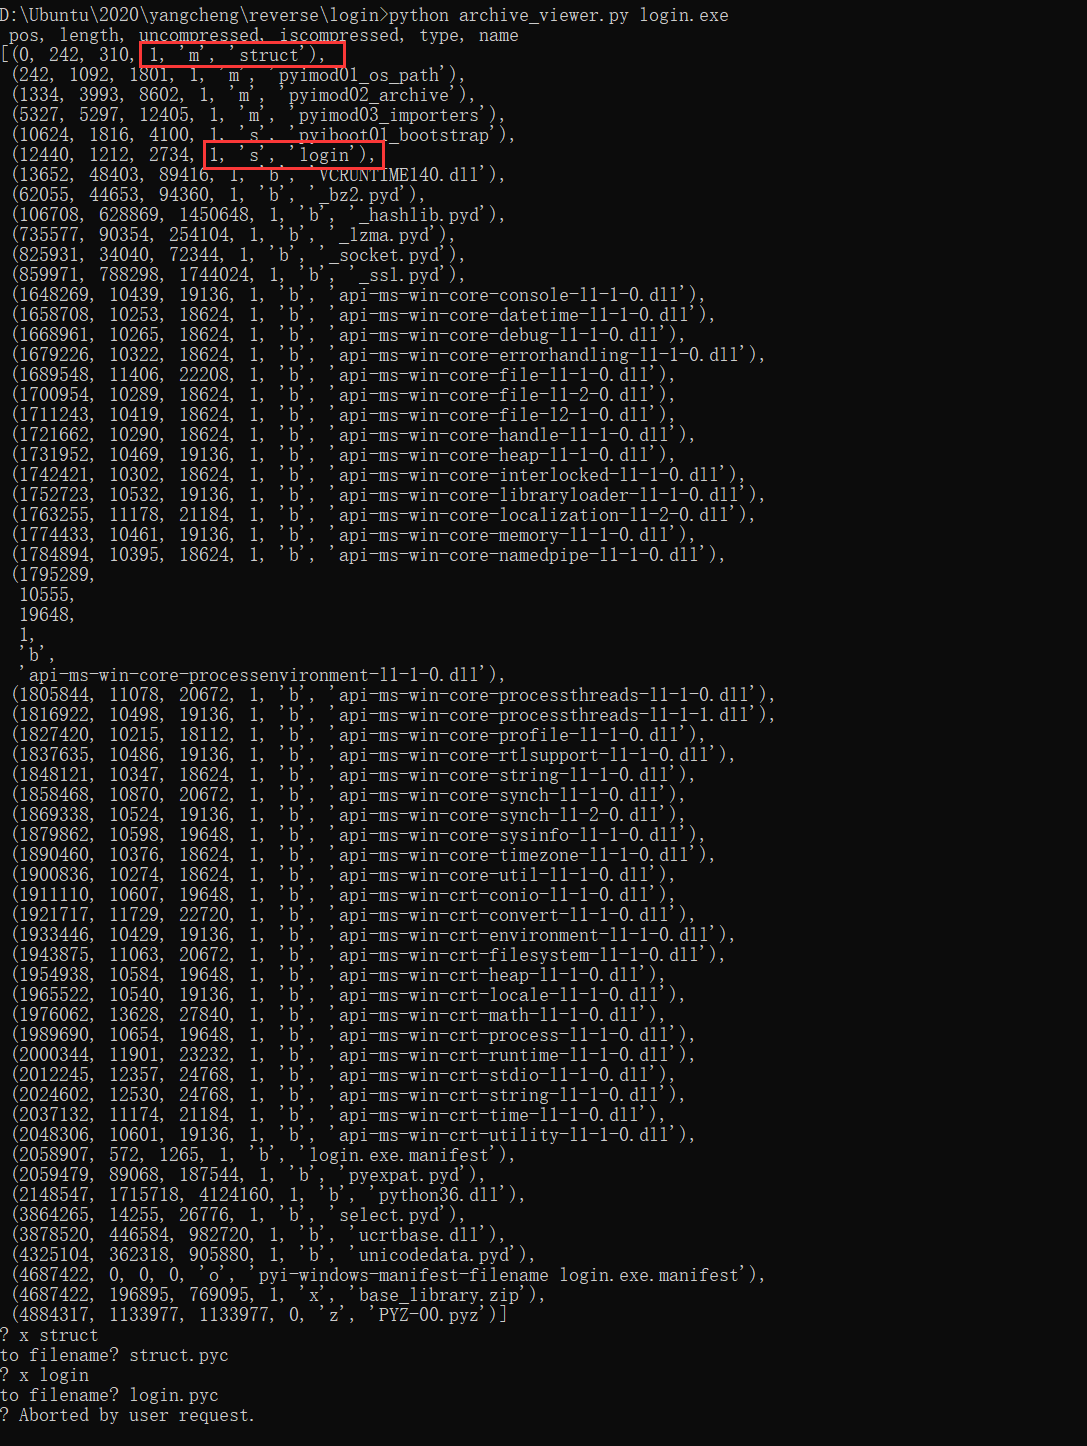 D:\Ubuntu\2020\yangcheng\reverse\login>python archive_viewer.py login.exe
pos, length, uncompressed, iscompressed, type, name
[(0, 242, 310, 1, 'm', 'struct'),
(242, 1092, 1801, 1, 'm', 'pyimod01_os_path'),
(1334, 3993, 8602, 1, 'm', 'pyimod02_archive'),
(5327, 5297, 12405, 1, 'm', 'pyimod03_importers'),
(10624, 1816, 4100, 1, 's', 'pyiboot01_bootstrap'),
(12440, 1212, 2734, 1, 's', 'login'),
(13652, 48403, 89416, 1, 'b', 'VCRUNTIME140.dll'),
(62055, 44653, 94360, 1, 'b', '_bz2.pyd'),
(106708, 628869, 1450648, 1, 'b', '_hashlib.pyd'),
(735577, 90354, 254104, 1, 'b', '_lzma.pyd'),
(825931, 34040, 72344, 1, 'b', '_socket.pyd'),
(859971, 788298, 1744024, 1, 'b', '_ssl.pyd'),
(1648269, 10439, 19136, 1, 'b', 'api-ms-win-core-console-l1-1-0.dll'),
(1658708, 10253, 18624, 1, 'b', 'api-ms-win-core-datetime-l1-1-0.dll'),
(1668961, 10265, 18624, 1, 'b', 'api-ms-win-core-debug-l1-1-0.dll'),
(1679226, 10322, 18624, 1, 'b', 'api-ms-win-core-errorhandling-l1-1-0.dll'),
(1689548, 11406, 22208, 1, 'b', 'api-ms-win-core-file-l1-1-0.dll'),
(1700954, 10289, 18624, 1, 'b', 'api-ms-win-core-file-l1-2-0.dll'),
(1711243, 10419, 18624, 1, 'b', 'api-ms-win-core-file-l2-1-0.dll'),
(1721662, 10290, 18624, 1, 'b', 'api-ms-win-core-handle-l1-1-0.dll'),
(1731952, 10469, 19136, 1, 'b', 'api-ms-win-core-heap-l1-1-0.dll'),
(1742421, 10302, 18624, 1, 'b', 'api-ms-win-core-interlocked-l1-1-0.dll'),
(1752723, 10532, 19136, 1, 'b', 'api-ms-win-core-libraryloader-l1-1-0.dll'),
(1763255, 11178, 21184, 1, 'b', 'api-ms-win-core-localization-l1-2-0.dll'),
(1774433, 10461, 19136, 1, 'b', 'api-ms-win-core-memory-l1-1-0.dll'),
(1784894, 10395, 18624, 1, 'b', 'api-ms-win-core-namedpipe-l1-1-0.dll'),
(1795289,
10555,
19648,
1,
'b',
'api-ms-win-core-processenvironment-l1-1-0.dll'),
(1805844, 11078, 20672, 1, 'b', 'api-ms-win-core-processthreads-l1-1-0.dll'),
(1816922, 10498, 19136, 1, 'b', 'api-ms-win-core-processthreads-l1-1-1.dll'),
(1827420, 10215, 18112, 1, 'b', 'api-ms-win-core-profile-l1-1-0.dll'),
(1837635, 10486, 19136, 1, 'b', 'api-ms-win-core-rtlsupport-l1-1-0.dll'),
(1848121, 10347, 18624, 1, 'b', 'api-ms-win-core-string-l1-1-0.dll'),
(1858468, 10870, 20672, 1, 'b', 'api-ms-win-core-synch-l1-1-0.dll'),
(1869338, 10524, 19136, 1, 'b', 'api-ms-win-core-synch-l1-2-0.dll'),
(1879862, 10598, 19648, 1, 'b', 'api-ms-win-core-sysinfo-l1-1-0.dll'),
(1890460, 10376, 18624, 1, 'b', 'api-ms-win-core-timezone-l1-1-0.dll'),
(1900836, 10274, 18624, 1, 'b', 'api-ms-win-core-util-l1-1-0.dll'),
(1911110, 10607, 19648, 1, 'b', 'api-ms-win-crt-conio-l1-1-0.dll'),
(1921717, 11729, 22720, 1, 'b', 'api-ms-win-crt-convert-l1-1-0.dll'),
(1933446, 10429, 19136, 1, 'b', 'api-ms-win-crt-environment-l1-1-0.dll'),
(1943875, 11063, 20672, 1, 'b', 'api-ms-win-crt-filesystem-l1-1-0.dll'),
(1954938, 10584, 19648, 1, 'b', 'api-ms-win-crt-heap-l1-1-0.dll'),
(1965522, 10540, 19136, 1, 'b', 'api-ms-win-crt-locale-l1-1-0.dll'),
(1976062, 13628, 27840, 1, 'b', 'api-ms-win-crt-math-l1-1-0.dll'),
(1989690, 10654, 19648, 1, 'b', 'api-ms-win-crt-process-l1-1-0.dll'),
(2000344, 11901, 23232, 1, 'b', 'api-ms-win-crt-runtime-l1-1-0.dll'),
(2012245, 12357, 24768, 1, 'b', 'api-ms-win-crt-stdio-l1-1-0.dll'),
(2024602, 12530, 24768, 1, 'b', 'api-ms-win-crt-string-l1-1-0.dll'),
(2037132, 11174, 21184, 1, 'b', 'api-ms-win-crt-time-l1-1-0.dll'),
(2048306, 10601, 19136, 1, 'b', 'api-ms-win-crt-utility-l1-1-0.dll'),
(2058907, 572, 1265, 1, 'b', 'login.exe.manifest'),
(2059479, 89068, 187544, 1, 'b', 'pyexpat.pyd'),
(2148547, 1715718, 4124160, 1, 'b', 'python36.dll'),
(3864265, 14255, 26776, 1, 'b', 'select.pyd'),
(3878520, 446584, 982720, 1, 'b', 'ucrtbase.dll'),
(4325104, 362318, 905880, 1, 'b', 'unicodedata.pyd'),
(4687422, 0, 0, 0, 'o', 'pyi-windows-manifest-filename login.exe.manifest'),
(4687422, 196895, 769095, 1, 'x', 'base_library.zip'),
(4884317, 1133977, 1133977, 0, 'z', 'PYZ-00.pyz')]
? x struct
to filename? struct.pyc
? x login
to filename? login.pyc
? Aborted by user request.